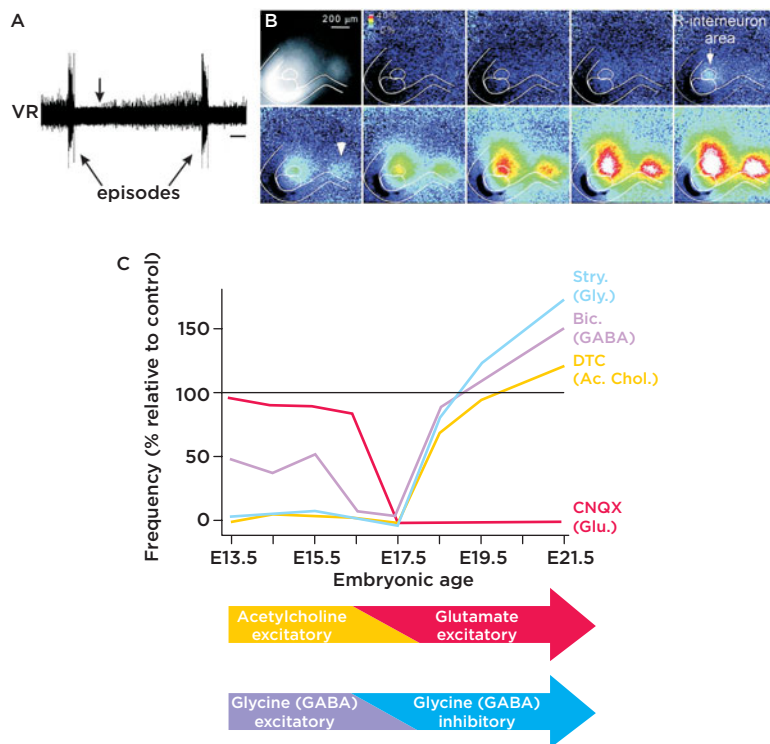 A
VR
episodes
B
200 µm
R-interneuron
area
C
Frequency (% relative to control)
150
100
50
0
E13.5
E15.5
E17.5
E19.5
E21.5
Embryonic age
Stry.
(Gly.)
Bic.
(GABA)
DTC
(Ac. Chol.)
CNQX
(Glu.)
Acetylcholine
excitatory
Glutamate
excitatory
Glycine (GABA)
excitatory
Glycine (GABA)
inhibitory